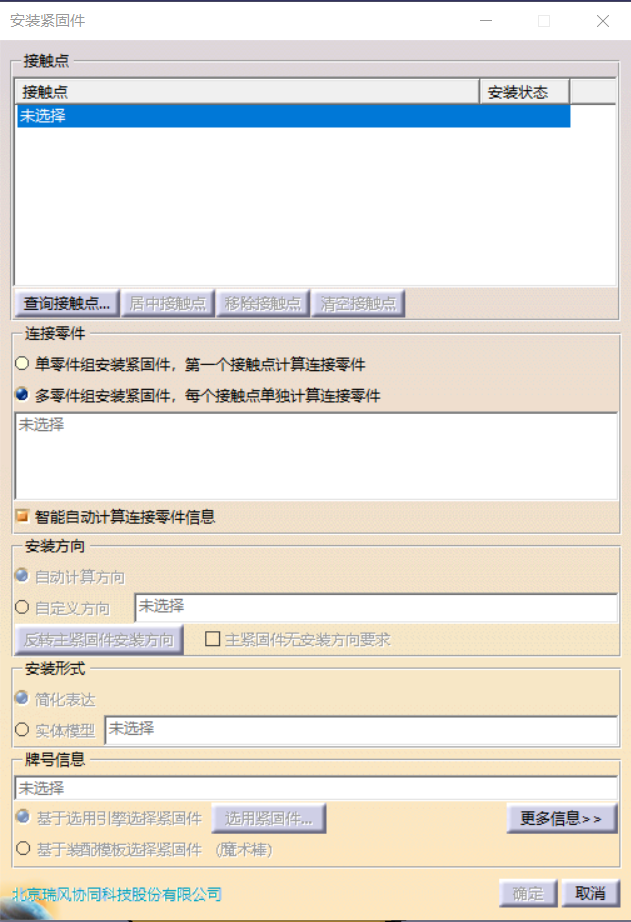 安装紧固件
接触点
接触点 安装状态
未选择
查询接触点... 居中接触点 移除接触点 清空接触点
连接零件
单零件组安装紧固件，第一个接触点计算连接零件
多零件组安装紧固件，每个接触点单独计算连接零件
未选择
智能自动计算连接零件信息
安装方向
自动计算方向
自定义方向 未选择
反转主紧固件安装方向 主紧固件无安装方向要求
安装形式
简化表达
实体模型 未选择
牌号信息
未选择
基于选用引擎选择紧固件 选用紧固件... 更多信息>>
基于装配模板选择紧固件 （魔术棒）
北京瑞风协同科技股份有限公司 确定 取消